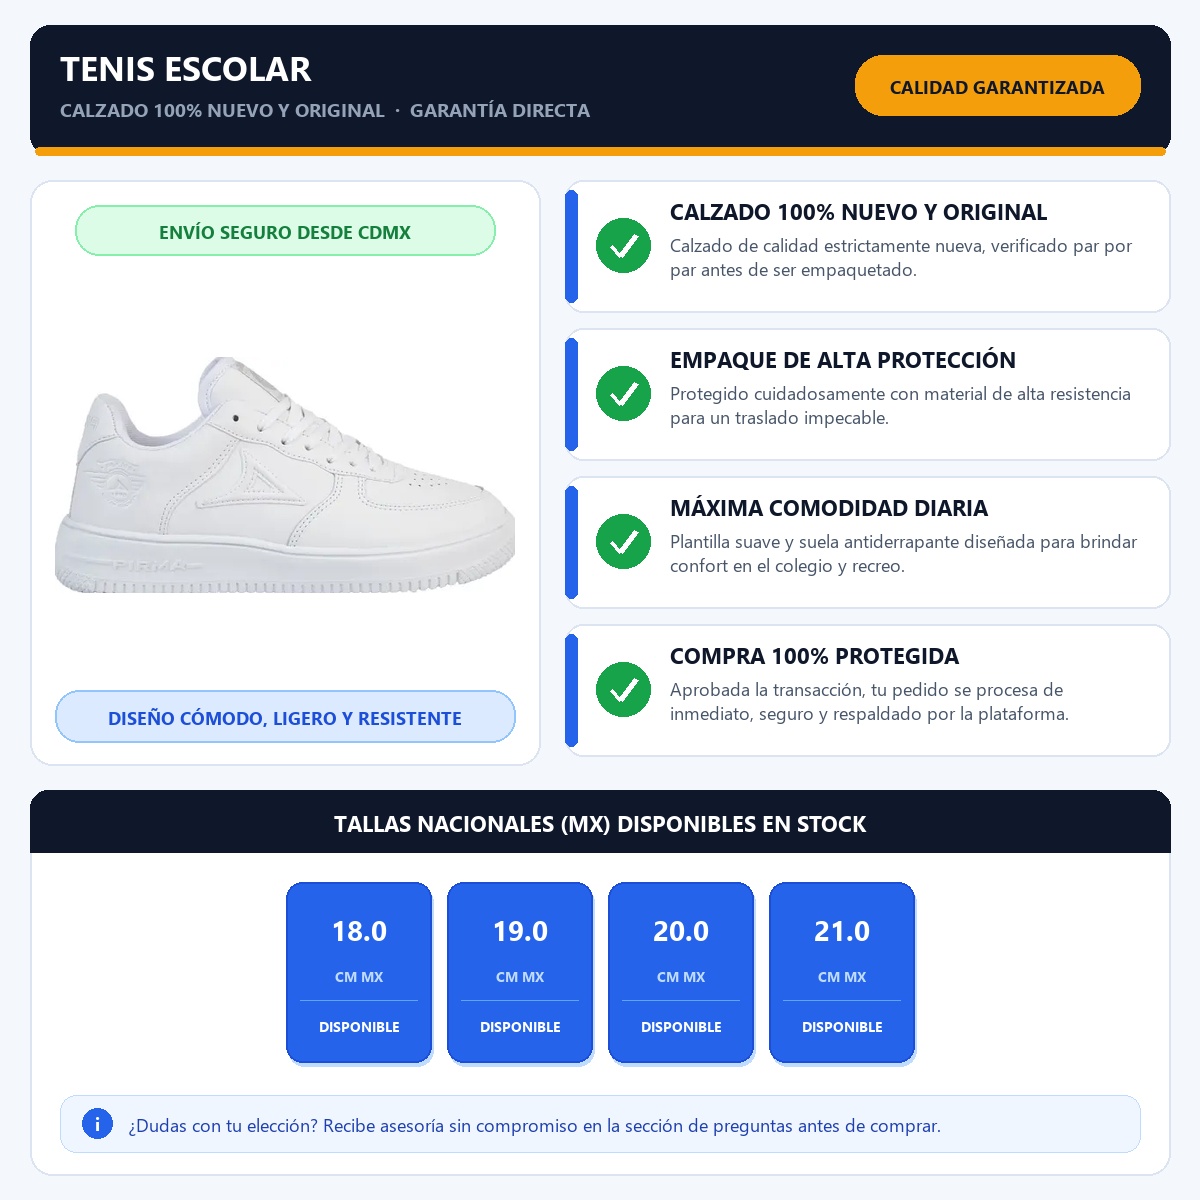 TENIS ESCOLAR
CALZADO 100% NUEVO Y ORIGINAL · GARANTÍA DIRECTA
CALIDAD GARANTIZADA
ENVÍO SEGURO DESDE CDMX
PIRMA
DISEÑO CÓMODO, LIGERO Y RESISTENTE
CALZADO 100% NUEVO Y ORIGINAL
Calzado de calidad estrictamente nueva, verificado par por
par antes de ser empaquetado.
EMPAQUE DE ALTA PROTECCIÓN
Protegido cuidadosamente con material de alta resistencia
para un traslado impecable.
MÁXIMA COMODIDAD DIARIA
Plantilla suave y suela antiderrapante diseñada para brindar
confort en el colegio y recreo.
COMPRA 100% PROTEGIDA
Aprobada la transacción, tu pedido se procesa de
inmediato, seguro y respaldado por la plataforma.
TALLAS NACIONALES (MX) DISPONIBLES EN STOCK
18.0
CM MX
DISPONIBLE
19.0
CM MX
DISPONIBLE
20.0
CM MX
DISPONIBLE
21.0
CM MX
DISPONIBLE
¿Dudas con tu elección? Recibe asesoría sin compromiso en la sección de preguntas antes de comprar.